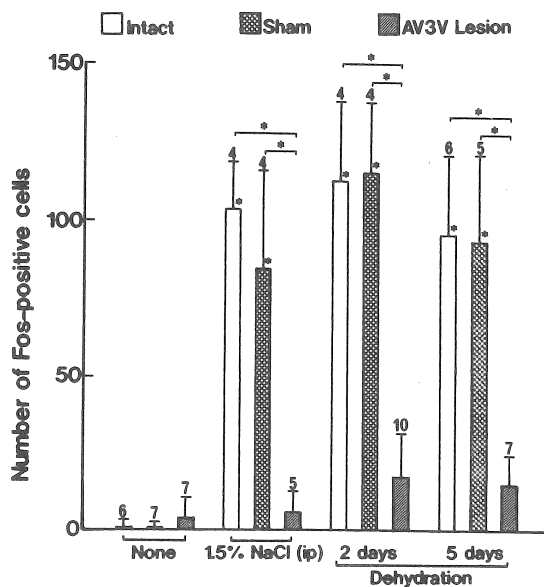 Intact Sham AV3V Lesion
Number of Fos-positive cells
150
100
50
0
6 7 7
4 4 5
4 4 10
6 5 7
* *
* *
* *
* *
* *
* *
None 1.5% NaCl (ip) 2 days 5 days
Dehydration